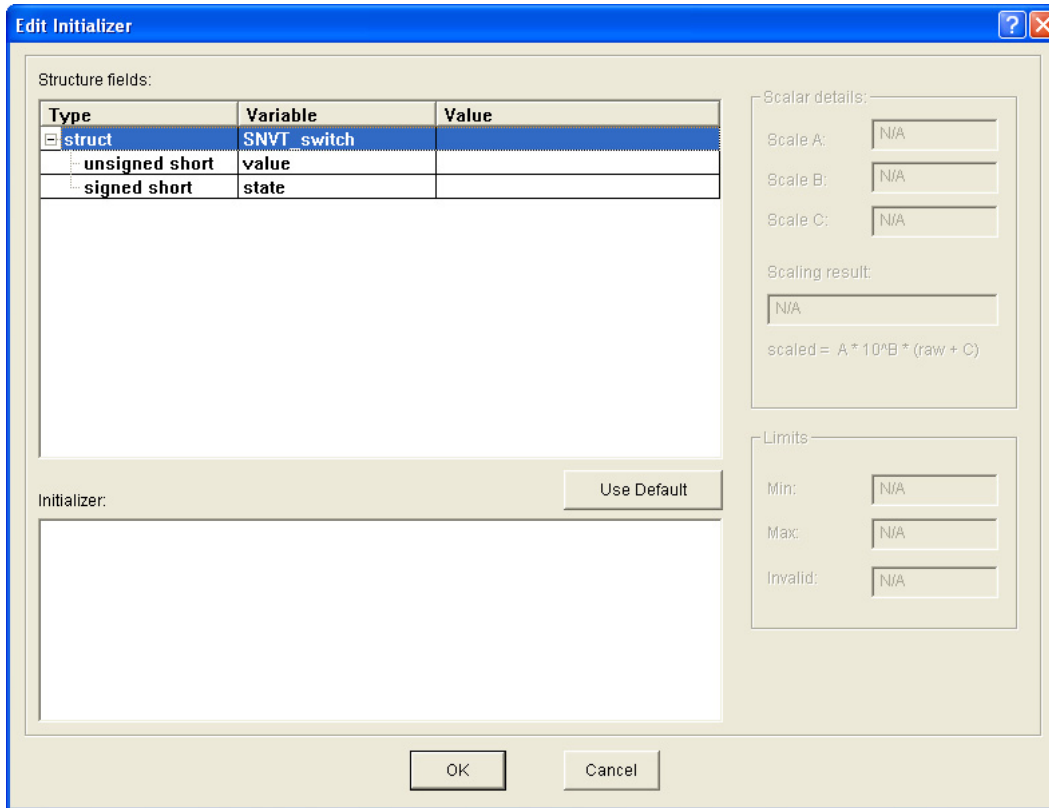 Edit Initializer
Structure fields:
Type Variable Value
struct SNVT_switch
unsigned short value
signed short state
Use Default
Initializer:
Scalar details:
Scale A: N/A
Scale B: N/A
Scale C: N/A
Scaling result:
N/A
scaled = A * 10^B * (raw + C)
Limits
Min: N/A
Max: N/A
Invalid: N/A
OK Cancel